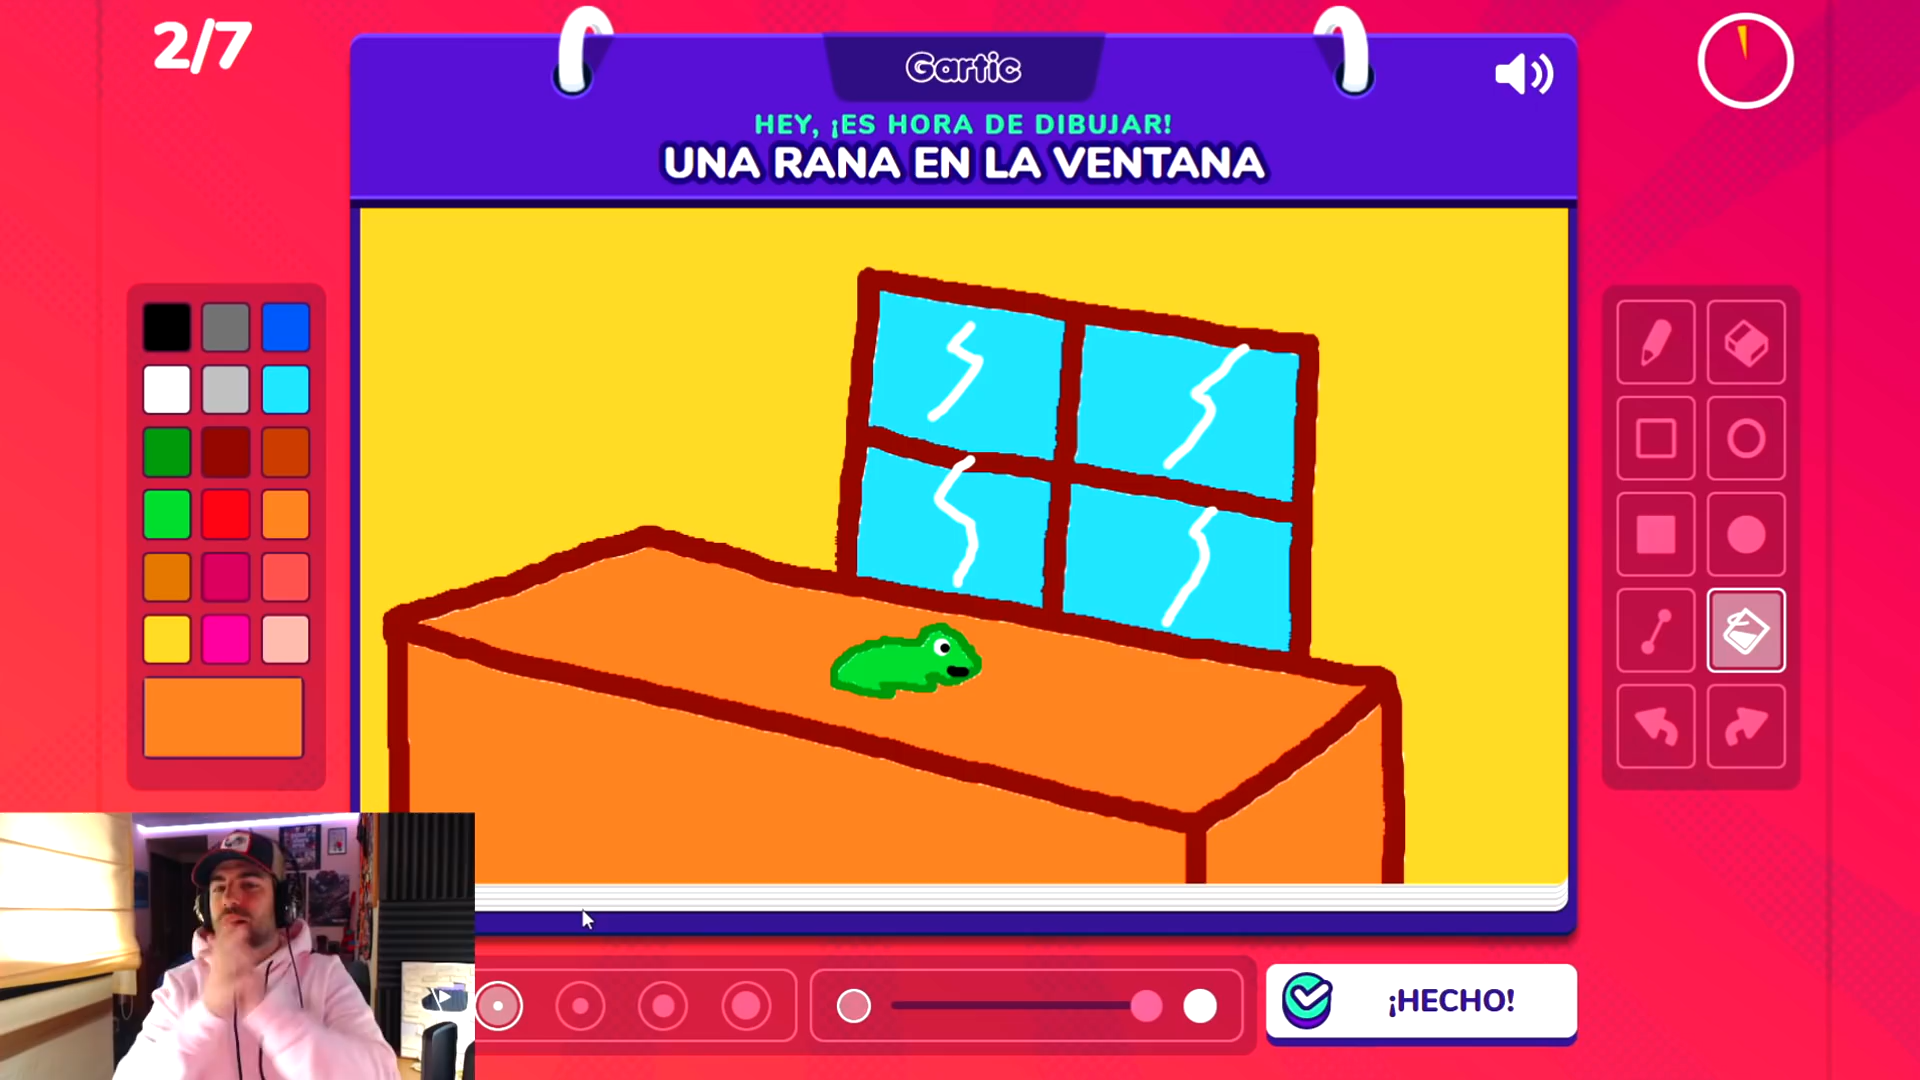 2/7
Gartic
HEY, ¡ES HORA DE DIBUJAR!
UNA RANA EN LA VENTANA
¡HECHO!